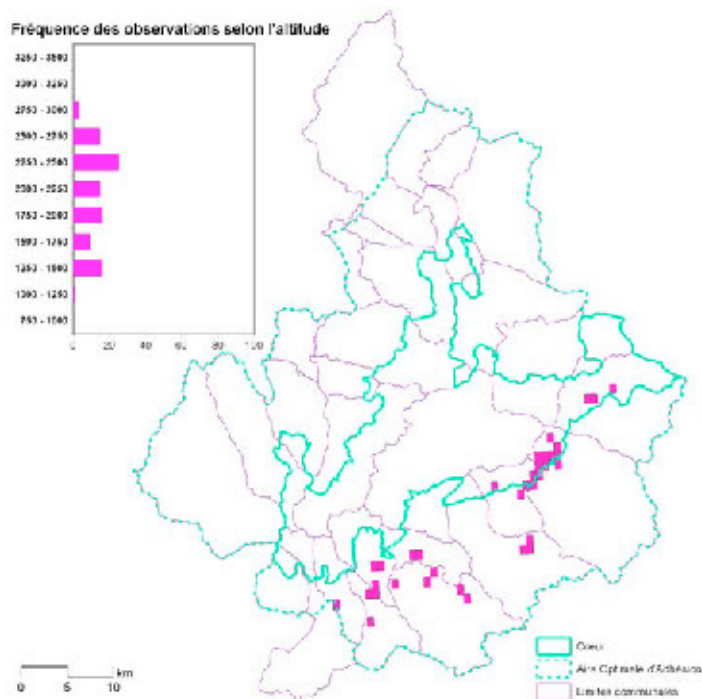 Fréquence des observations selon l'altitude
3250 - 3500
3000 - 3250
2750 - 3000
2500 - 2750
2250 - 2500
2000 - 2250
1750 - 2000
1500 - 1750
1250 - 1500
1000 - 1250
750 - 1000
0 20 40 60 80 100
Coeur
Aire Optimale d'Adhésion
Limites communales
km
0 5 10